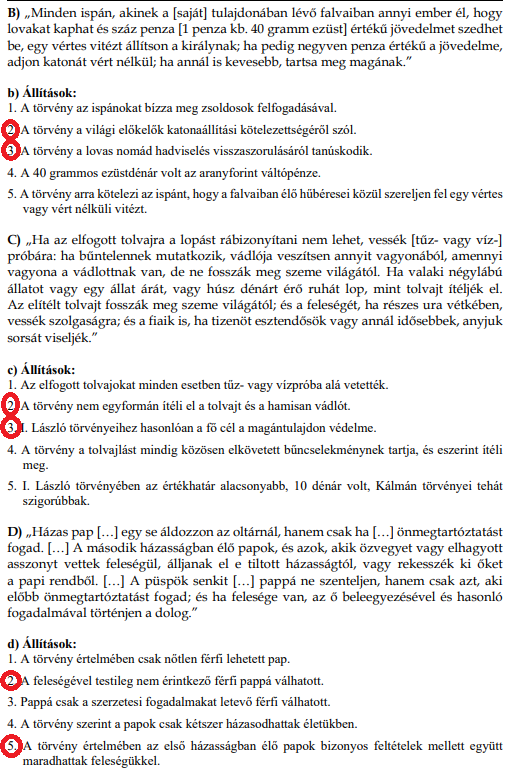 B) „Minden ispán, akinek a [saját] tulajdonában lévő falvaiban annyi ember él, hogy
lovakat kaphat és száz penza [1 penza kb. 40 gramm ezüst] értékű jövedelmet szedhet
be, egy vértes vitézt állítson a királynak; ha pedig negyven penza értékű a jövedelme,
adjon katonát vért nélkül; ha annál is kevesebb, tartsa meg magának.”
b) Állítások:
1. A törvény az ispánokat bízza meg zsoldosok felfogadásával.
2. A törvény a világi előkelők katonaállítási kötelezettségéről szól.
3. A törvény a lovas nomád hadviselés visszaszorulásáról tanúskodik.
4. A 40 grammos ezüstdénár volt az aranyforint váltópénze.
5. A törvény arra kötelezi az ispánt, hogy a falvaiban élő hűbéresei közül szereljen fel egy vértes
vagy vért nélküli vitézt.
C) „Ha az elfogott tolvajra a lopást rábizonyítani nem lehet, vessék [tűz- vagy víz-]
próbára: ha bűntelennek mutatkozik, vádlója veszítsen annyit vagyonából, amennyi
vagyona a vádlottnak van, de ne fosszák meg szeme világától. Ha valaki négylábú
állatot vagy egy állat árát, vagy húsz dénárt érő ruhát lop, mint tolvajt ítéljék el.
Az elítélt tolvajt fosszák meg szeme világától; és a feleségét, ha részes ura vétkében,
vessék szolgaságra; és a fiaik is, ha tizenöt esztendősök vagy annál idősebbek, anyjuk
sorsát viseljék.”
c) Állítások:
1. Az elfogott tolvajokat minden esetben tűz- vagy vízpróba alá vetették.
2. A törvény nem egyformán ítéli el a tolvajt és a hamisan vádlót.
3. I. László törvényeihez hasonlóan a fő cél a magántulajdon védelme.
4. A törvény a tolvajlást mindig közösen elkövetett bűncselekménynek tartja, és eszerint ítéli
meg.
5. I. László törvényében az értékhatár alacsonyabb, 10 dénár volt, Kálmán törvényei tehát
szigorúbbak.
D) „Házas pap […] egy se áldozzon az oltárnál, hanem csak ha […] önmegtartóztatást
fogad. […] A második házasságban élő papok, és azok, akik özvegyet vagy elhagyott
asszonyt vettek feleségül, álljanak el e tiltott házasságtól, vagy rekesszék ki őket
a papi rendből. […] A püspök senkit […] pappá ne szenteljen, hanem csak azt, aki
előbb önmegtartóztatást fogad; és ha felesége van, az ő beleegyezésével és hasonló
fogadalmával történjen a dolog.”
d) Állítások:
1. A törvény értelmében csak nőtlen férfi lehetett pap.
2. A feleségével testileg nem érintkező férfi pappá válhatott.
3. Pappá csak a szerzetesi fogadalmakat letevő férfi válhatott.
4. A törvény szerint a papok csak kétszer házasodhattak életükben.
5. A törvény értelmében az első házasságban élő papok bizonyos feltételek mellett együtt
maradhattak feleségükkel.